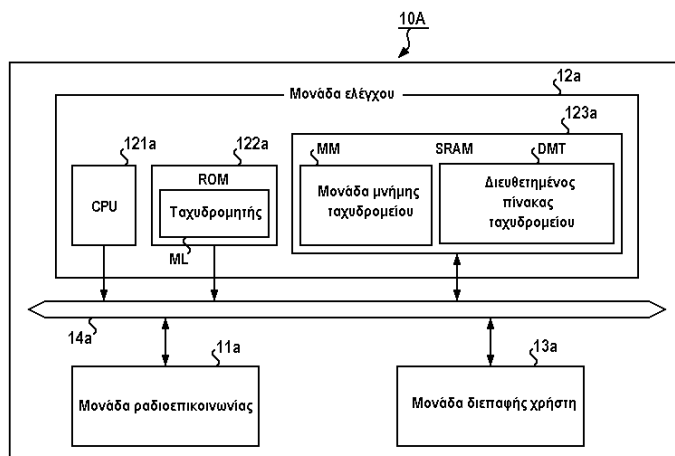 10A
12a
Μονάδα ελέγχου
123a
121a
122a
MM
SRAM
DMT
CPU
ROM
Ταχυδρομητής
Μονάδα μνήμης
ταχυδρομείου
Διευθετημένος
πίνακας
ταχυδρομείου
ML
14a
11a
13a
Μονάδα ραδιοεπικοινωνίας
Μονάδα διεπαφής χρήστη